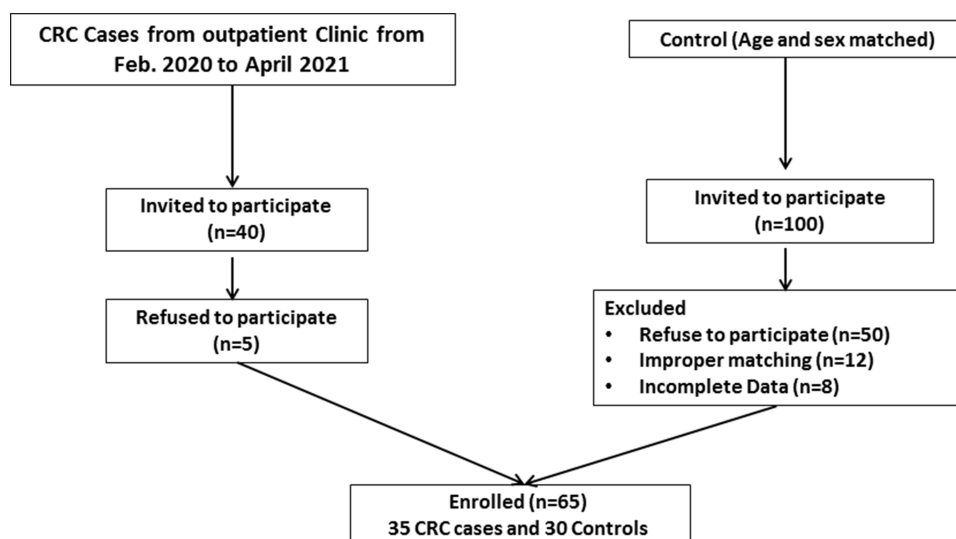 CRC Cases from outpatient Clinic from
Feb. 2020 to April 2021
Control (Age and sex matched)
Invited to participate
(n=40)
Invited to participate
(n=100)
Refused to participate
(n=5)
Excluded
• Refuse to participate (n=50)
• Improper matching (n=12)
• Incomplete Data (n=8)
Enrolled (n=65)
35 CRC cases and 30 Controls